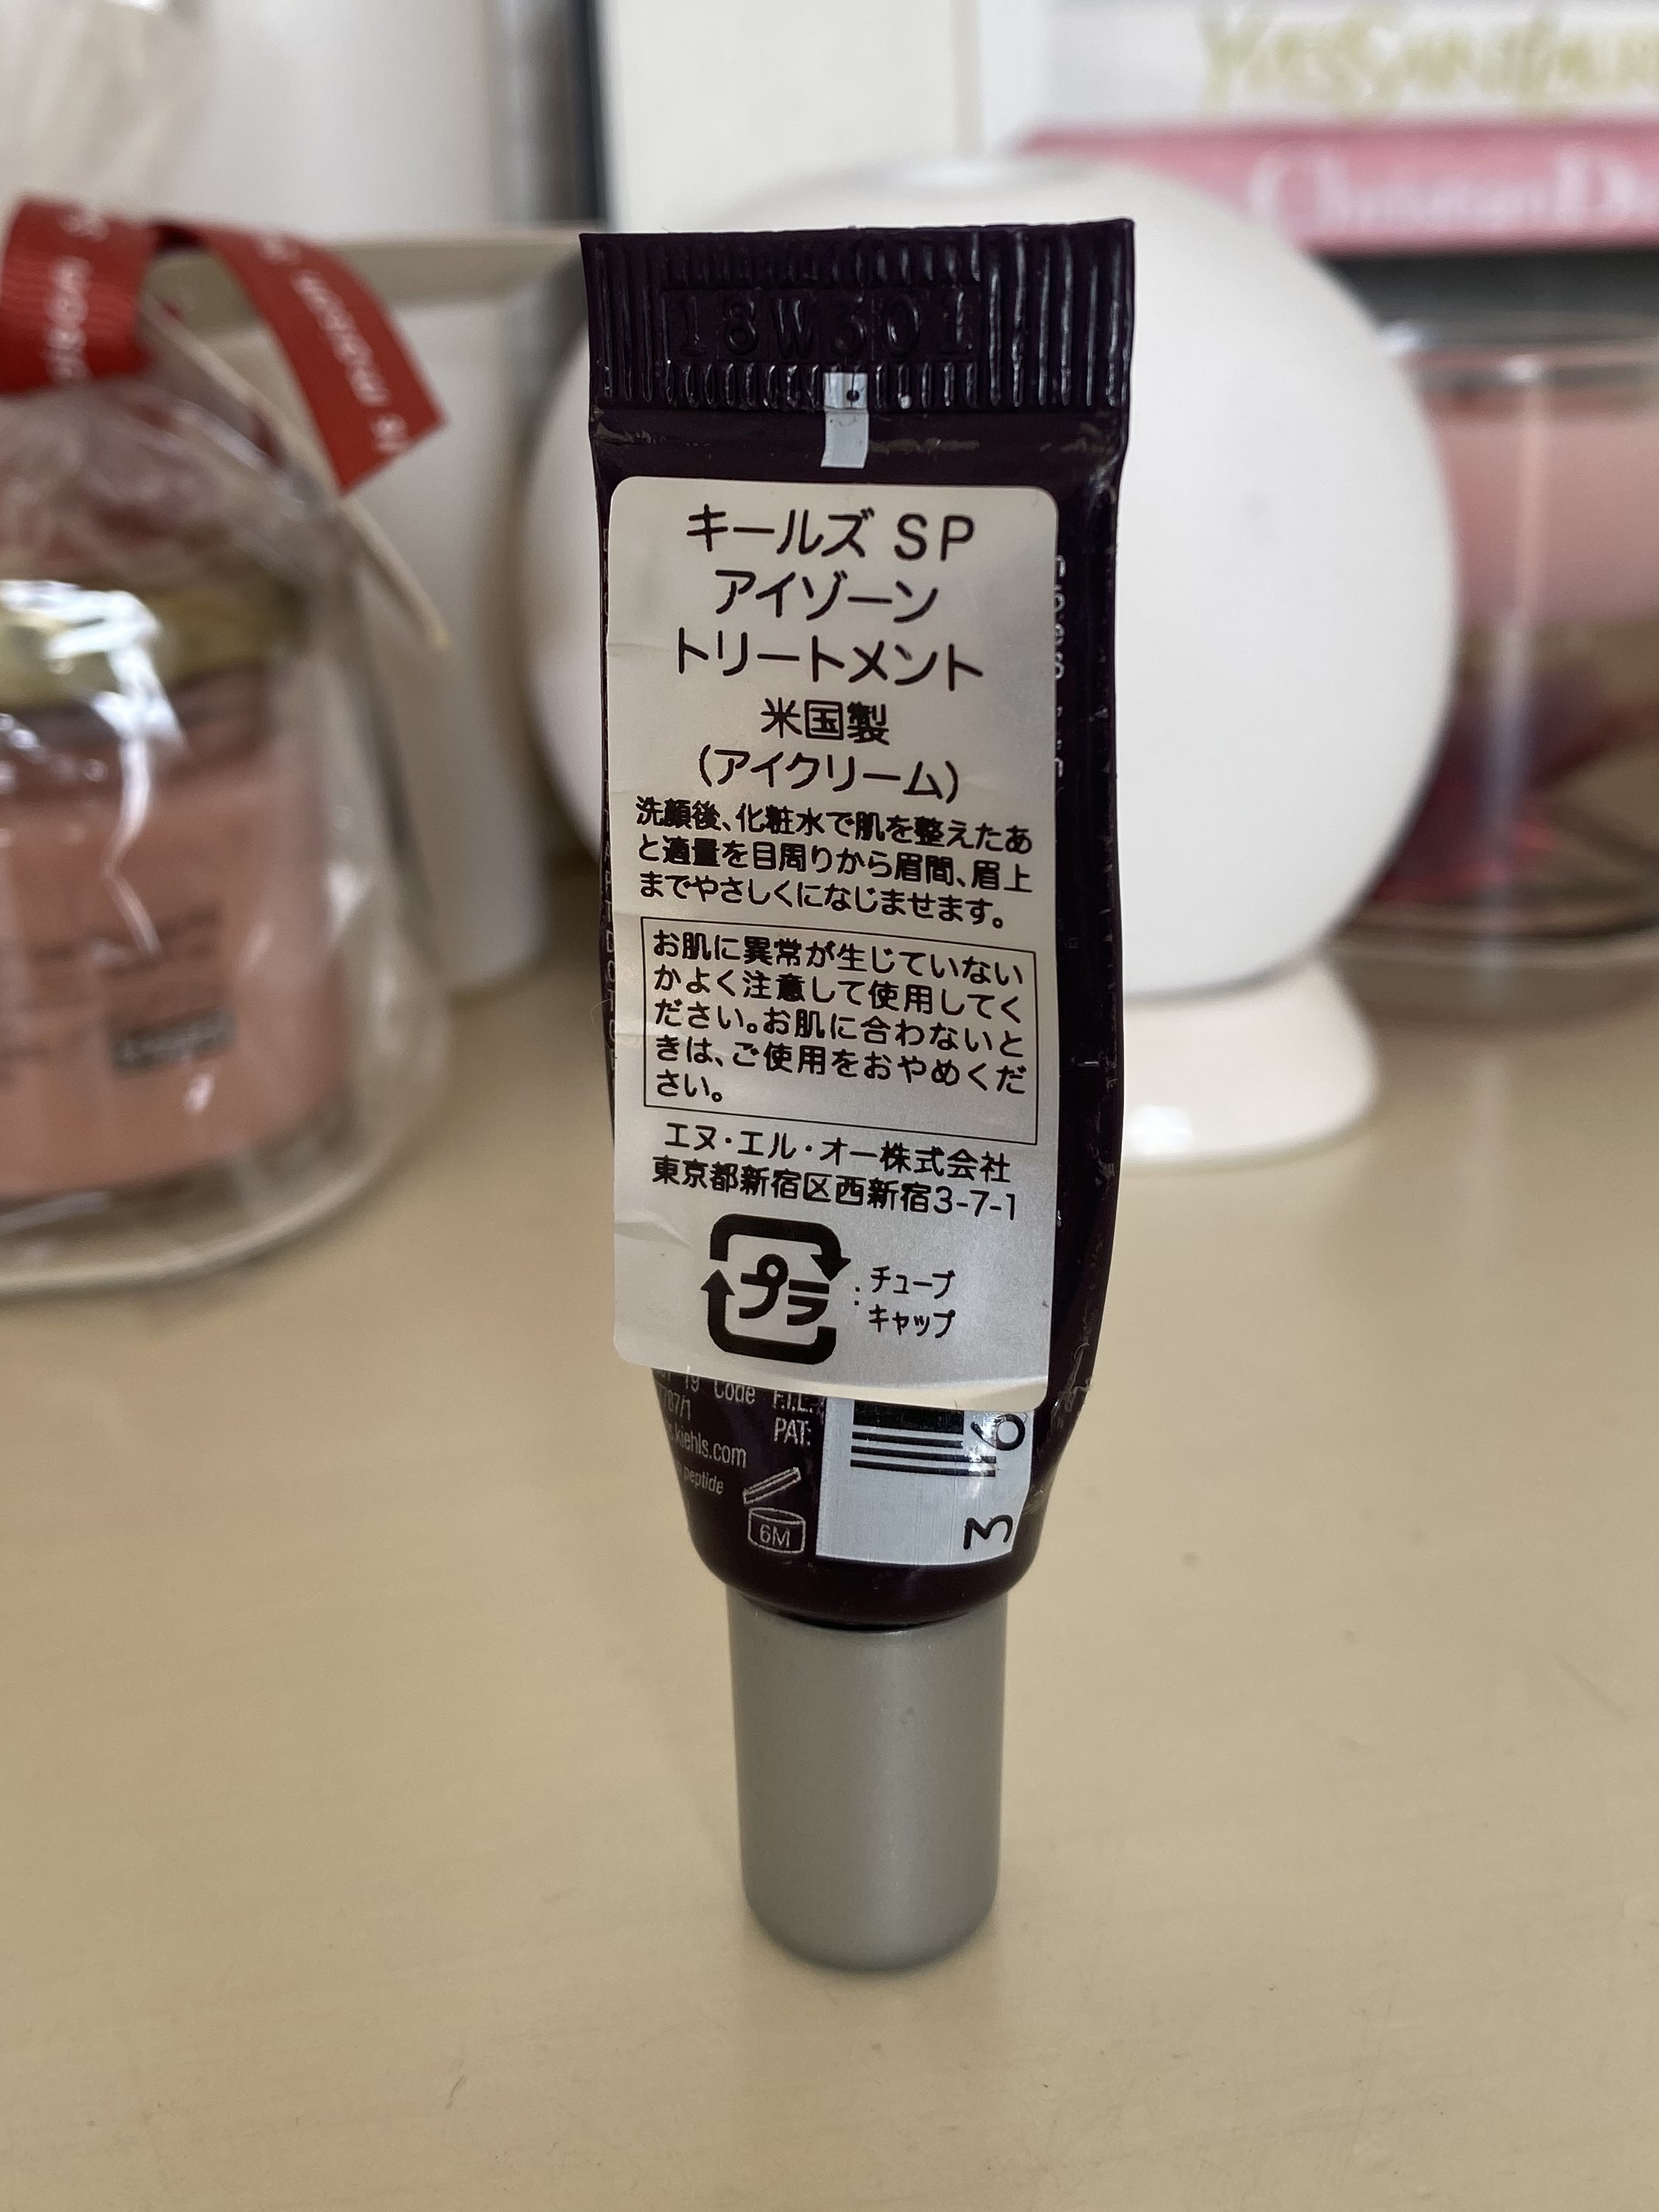 YvesSaintLaurent
Christian Di
18W301
キールズ SP
アイゾーン
トリートメント
米国製
(アイクリーム)
洗顔後、化粧水で肌を整えたあ
と適量を目周りから眉間、眉上
までやさしくになじませます。
お肌に異常が生じていない
かよく注意して使用してく
ださい。お肌に合わないと
きは、ご使用をおやめくだ
さい。
エヌ・エル・オー株式会社
東京都新宿区西新宿3-7-1
プラ
: チューブ
: キャップ
19 Code F.I.L.
787/1
PAT:
kiehls.com
peptide
6M
3 6